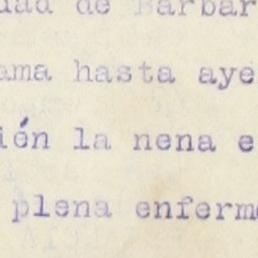 dad de Barbar
ama hasta aye
ién la nena e
plena enferm